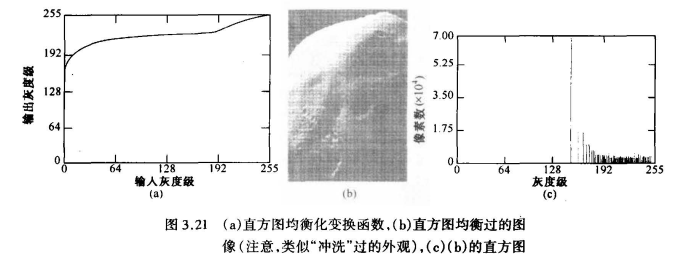 255
192
128
64
0
输出灰度级
0 64 128 192 255
输入灰度级
(a)
(b)
7.00
5.25
3.50
1.75
0
像素数(×10⁴)
0 64 128 192 255
灰度级
(c)
图 3.21 (a)直方图均衡化变换函数,(b)直方图均衡过的图
像(注意,类似“冲洗”过的外观),(c)(b)的直方图